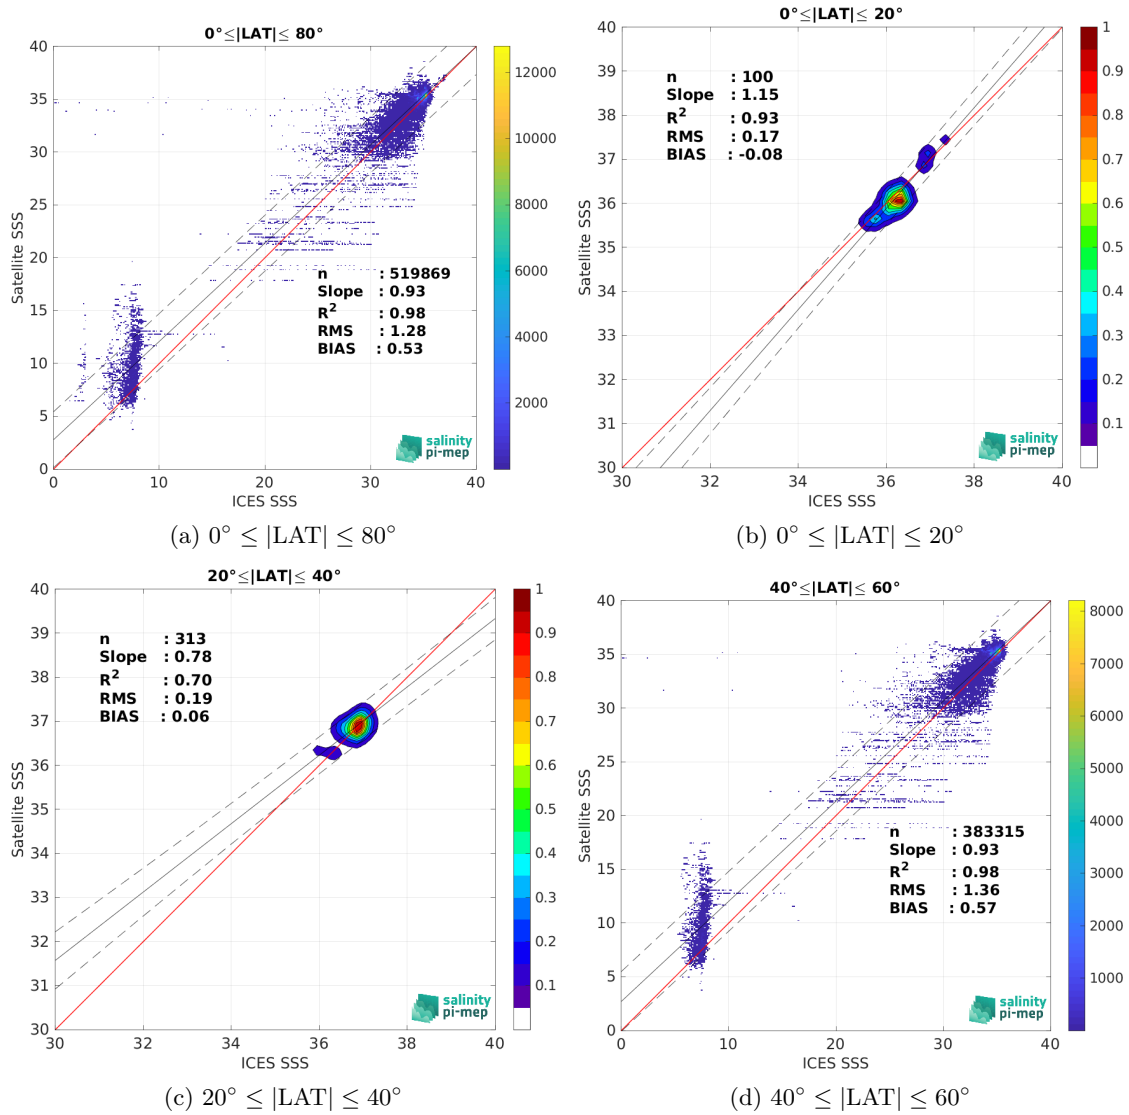 0°≤|LAT|≤ 80°
40
35
30
25
20
15
10
5
0
0
10
20
30
40
Satellite SSS
ICES SSS
n : 519869
Slope : 0.93
R² : 0.98
RMS : 1.28
BIAS : 0.53
salinity
pi-mep
12000
10000
8000
6000
4000
2000
(a) 0° ≤ |LAT| ≤ 80°
0°≤|LAT|≤ 20°
40
39
38
37
36
35
34
33
32
31
30
30
32
34
36
38
40
Satellite SSS
ICES SSS
n : 100
Slope : 1.15
R² : 0.93
RMS : 0.17
BIAS : -0.08
salinity
pi-mep
1
0.9
0.8
0.7
0.6
0.5
0.4
0.3
0.2
0.1
(b) 0° ≤ |LAT| ≤ 20°
20°≤|LAT|≤ 40°
40
39
38
37
36
35
34
33
32
31
30
30
32
34
36
38
40
Satellite SSS
ICES SSS
n : 313
Slope : 0.78
R² : 0.70
RMS : 0.19
BIAS : 0.06
salinity
pi-mep
1
0.9
0.8
0.7
0.6
0.5
0.4
0.3
0.2
0.1
(c) 20° ≤ |LAT| ≤ 40°
40°≤|LAT|≤ 60°
40
35
30
25
20
15
10
5
0
0
10
20
30
40
Satellite SSS
ICES SSS
n : 383315
Slope : 0.93
R² : 0.98
RMS : 1.36
BIAS : 0.57
salinity
pi-mep
8000
7000
6000
5000
4000
3000
2000
1000
(d) 40° ≤ |LAT| ≤ 60°